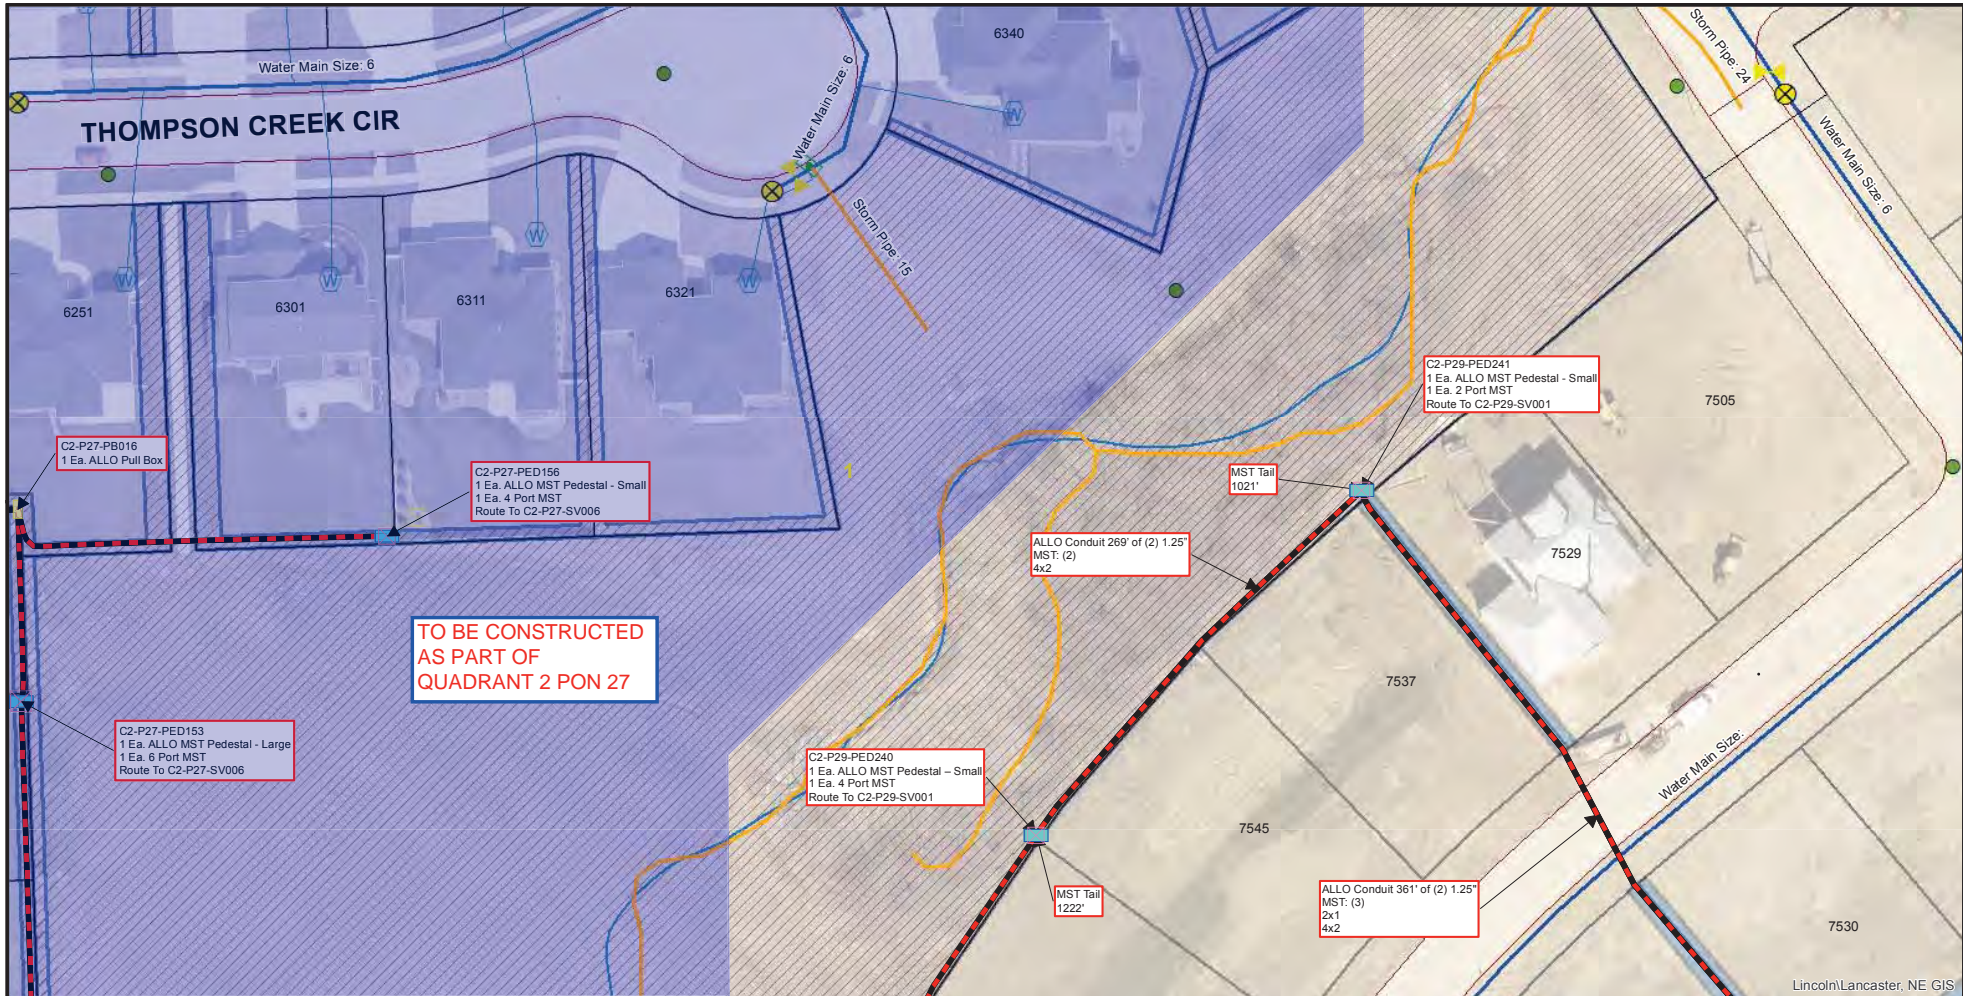 6340
Storm Pipe: 24
Water Main Size: 6
Water Main Size: 6
THOMPSON CREEK CIR
Water Main Size: 6
Storm Pipe: 15
W
W
W
W
W
6251
6301
6311
6321
C2-P29-PED241
1 Ea. ALLO MST Pedestal - Small
1 Ea. 2 Port MST
Route To C2-P29-SV001
7505
C2-P27-PB016
1 Ea. ALLO Pull Box
C2-P27-PED156
1 Ea. ALLO MST Pedestal - Small
1 Ea. 4 Port MST
Route To C2-P27-SV006
1
MST Tail
1021'
ALLO Conduit 269' of (2) 1.25"
MST: (2)
4x2
7529
TO BE CONSTRUCTED
AS PART OF
QUADRANT 2 PON 27
7537
C2-P27-PED153
1 Ea. ALLO MST Pedestal - Large
1 Ea. 6 Port MST
Route To C2-P27-SV006
C2-P29-PED240
1 Ea. ALLO MST Pedestal – Small
1 Ea. 4 Port MST
Route To C2-P29-SV001
Water Main Size:
7545
MST Tail
1222'
ALLO Conduit 361' of (2) 1.25"
MST: (3)
2x1
4x2
7530
Lincoln\Lancaster, NE GIS